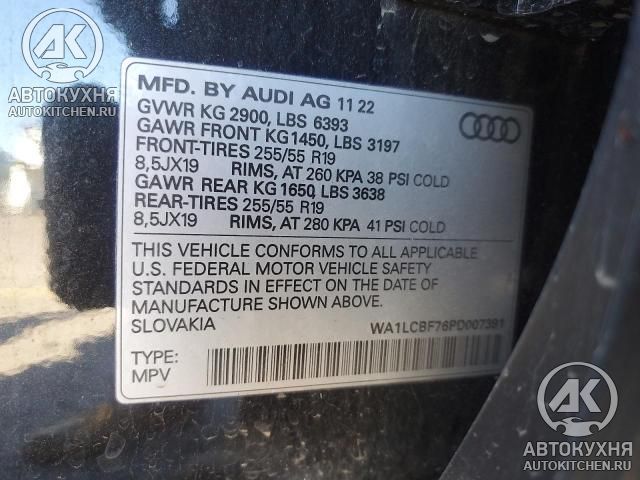 AK
АВТОКУХНЯ
AUTOKITCHEN.RU
MFD. BY AUDI AG 11 22
GVWR KG 2900, LBS 6393
GAWR FRONT KG 1450, LBS 3197
FRONT-TIRES 255/55 R19
8,5JX19 RIMS, AT 260 KPA 38 PSI COLD
GAWR REAR KG 1650, LBS 3638
REAR-TIRES 255/55 R19
8,5JX19 RIMS, AT 280 KPA 41 PSI COLD
THIS VEHICLE CONFORMS TO ALL APPLICABLE
U.S. FEDERAL MOTOR VEHICLE SAFETY
STANDARDS IN EFFECT ON THE DATE OF
MANUFACTURE SHOWN ABOVE.
SLOVAKIA WA1LCBF76PD007391
TYPE:
MPV
AK
АВТОКУХНЯ
AUTOKITCHEN.RU